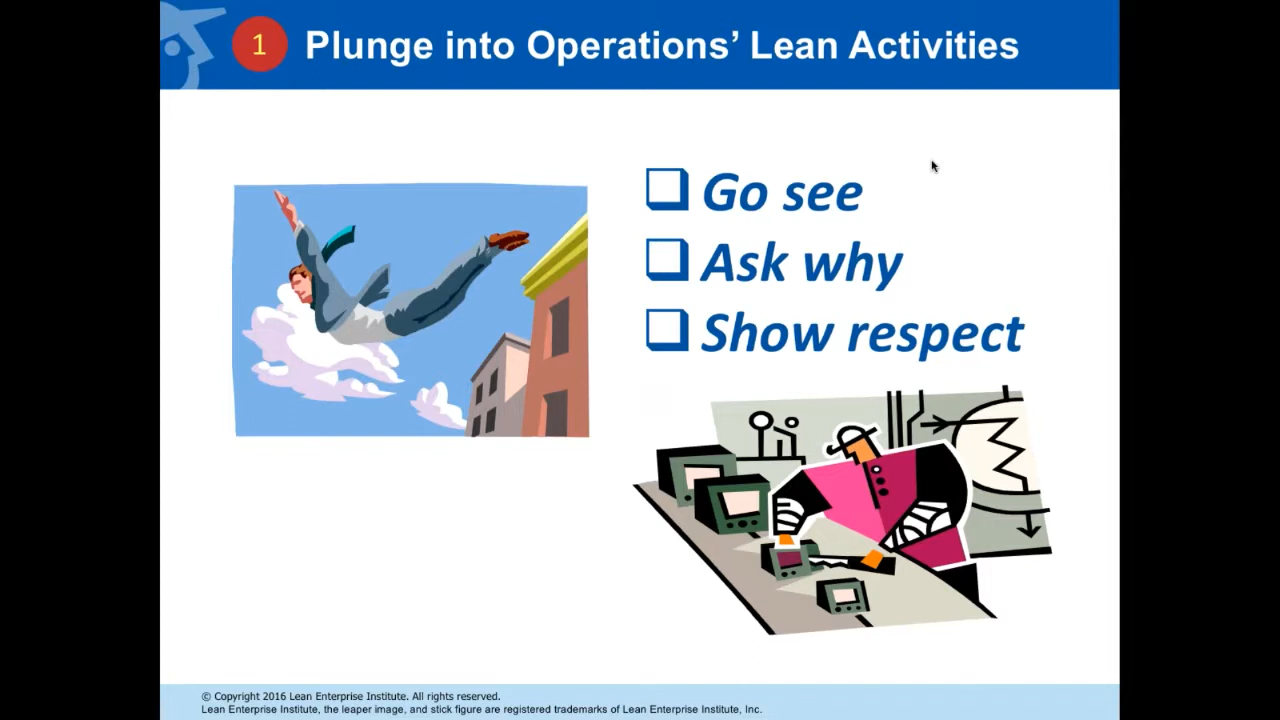 1 Plunge into Operations’ Lean Activities
Go see
Ask why
Show respect
© Copyright 2016 Lean Enterprise Institute. All rights reserved.
Lean Enterprise Institute, the leaper image, and stick figure are registered trademarks of Lean Enterprise Institute, Inc.